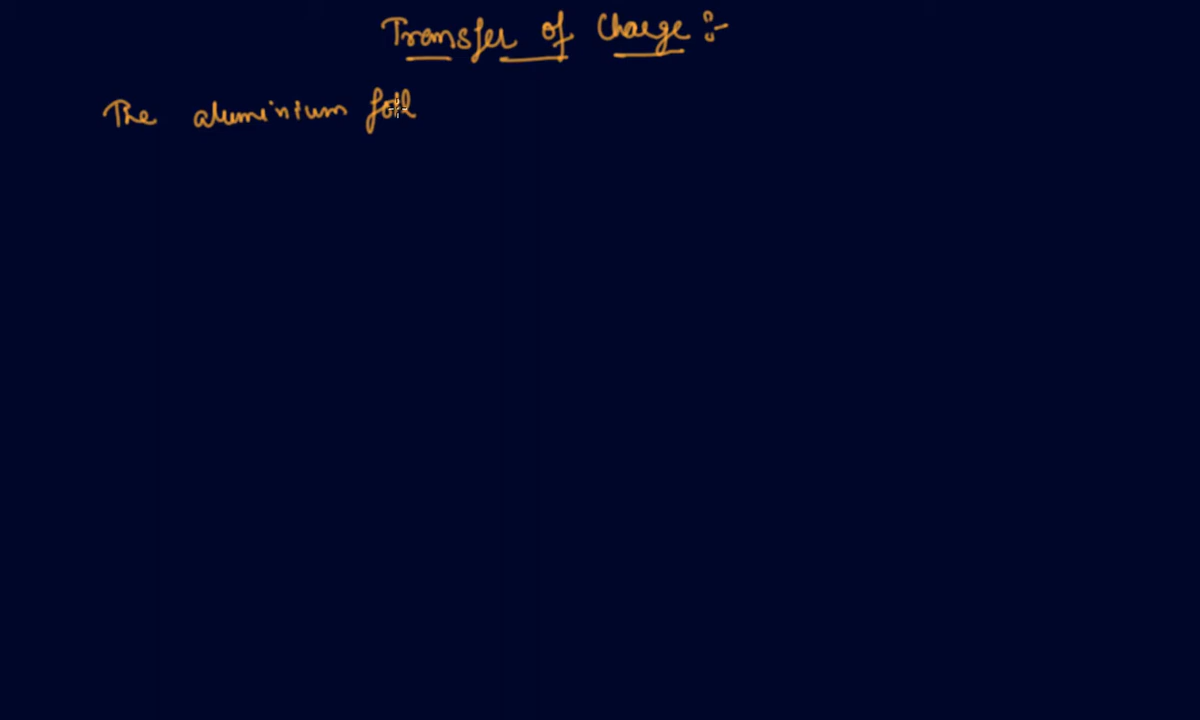 Transfer of Charge :-
The aluminium foil